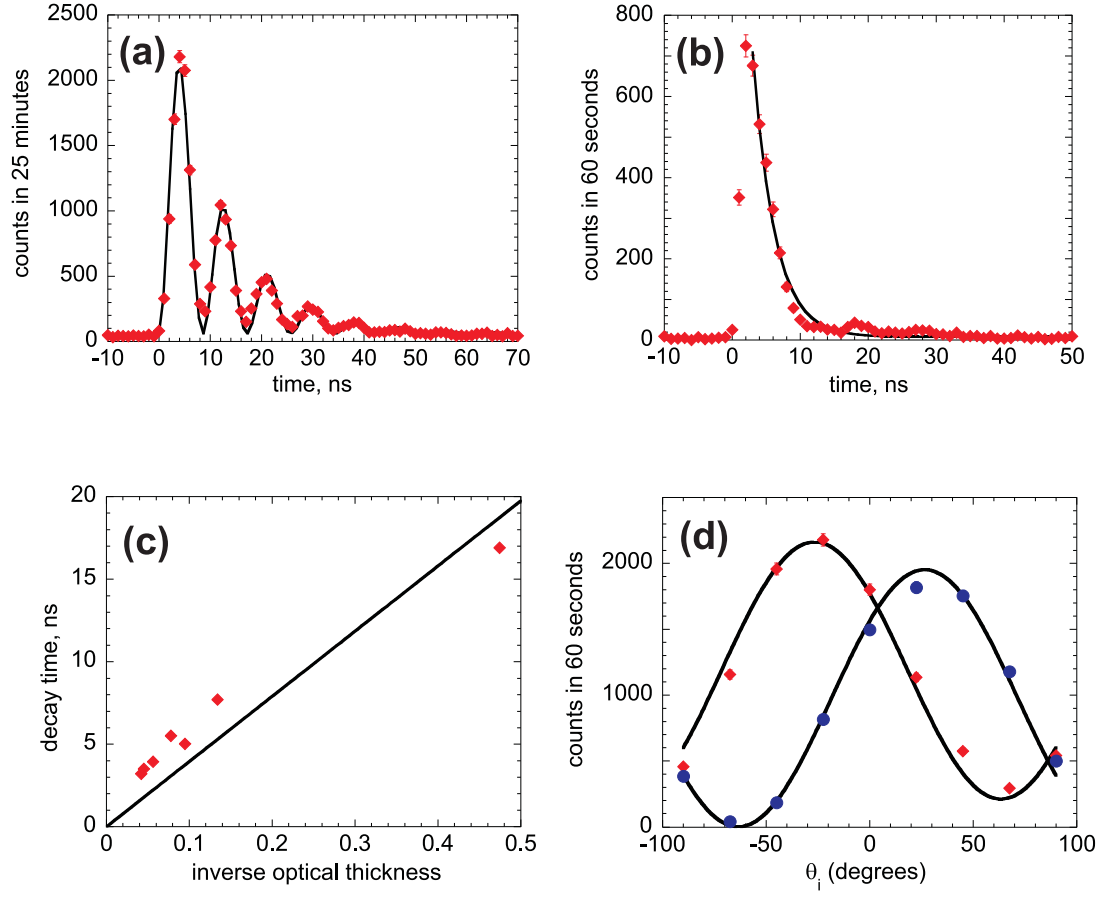 (a)
counts in 25 minutes
2500
2000
1500
1000
500
0
-10 0 10 20 30 40 50 60 70
time, ns
(b)
counts in 60 seconds
800
600
400
200
0
-10 0 10 20 30 40 50
time, ns
(c)
decay time, ns
20
15
10
5
0
0 0.1 0.2 0.3 0.4 0.5
inverse optical thickness
(d)
counts in 60 seconds
2000
1000
0
-100 -50 0 50 100
θi (degrees)